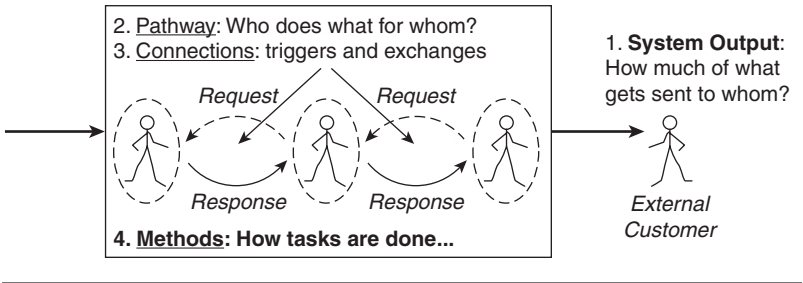 2. Pathway: Who does what for whom?
3. Connections: triggers and exchanges
Request
Request
Response
Response
4. Methods: How tasks are done...
1. System Output:
How much of what
gets sent to whom?
External
Customer